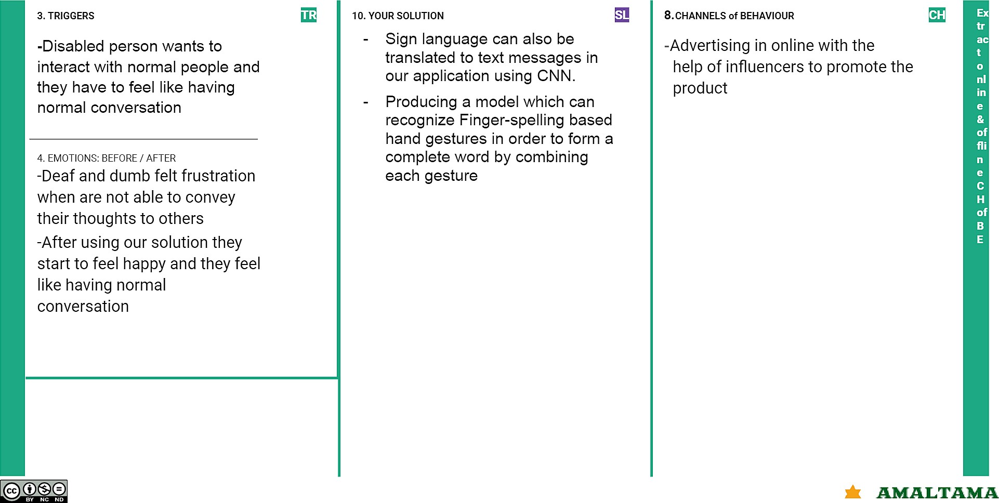 3. TRIGGERS
TR
-Disabled person wants to
interact with normal people and
they have to feel like having
normal conversation
4. EMOTIONS: BEFORE / AFTER
-Deaf and dumb felt frustration
when are not able to convey
their thoughts to others
-After using our solution they
start to feel happy and they feel
like having normal
conversation
10. YOUR SOLUTION
SL
- Sign language can also be
translated to text messages in
our application using CNN.
- Producing a model which can
recognize Finger-spelling based
hand gestures in order to form a
complete word by combining
each gesture
8.CHANNELS of BEHAVIOUR
CH
-Advertising in online with the
help of influencers to promote the
product
Ex
tr
ac
t
o
nl
in
e
&
of
fli
n
e
C
H
of
B
E
cc
BY NC ND
AMALTAMA